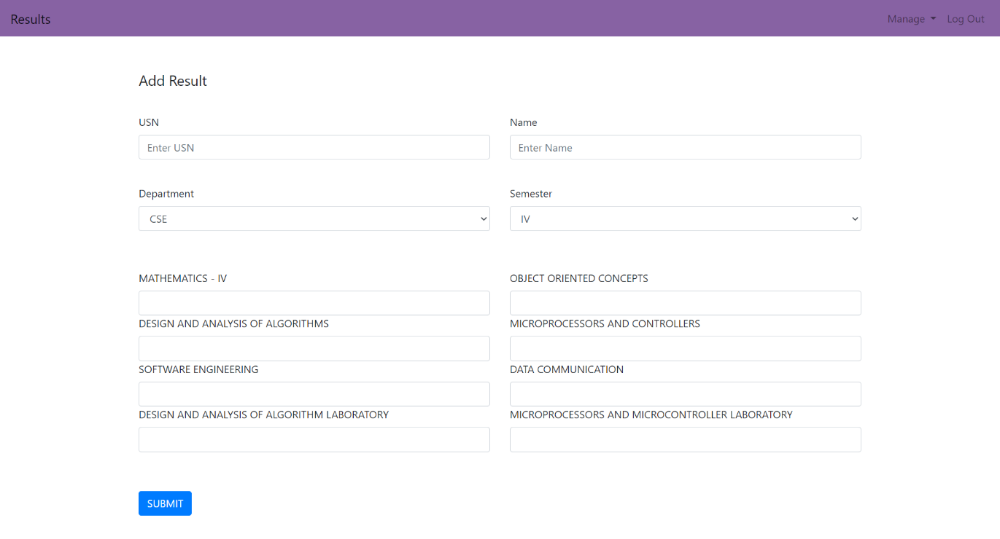 Results Manage Log Out
Add Result
USN Name
Enter USN Enter Name
Department Semester
CSE IV
MATHEMATICS - IV OBJECT ORIENTED CONCEPTS
DESIGN AND ANALYSIS OF ALGORITHMS MICROPROCESSORS AND CONTROLLERS
SOFTWARE ENGINEERING DATA COMMUNICATION
DESIGN AND ANALYSIS OF ALGORITHM LABORATORY MICROPROCESSORS AND MICROCONTROLLER LABORATORY
SUBMIT